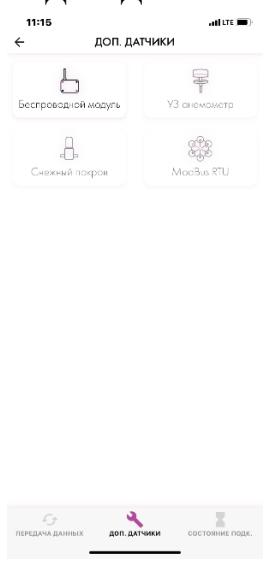 11:15
LTE
ДОП. ДАТЧИКИ
Беспроводной модуль
УЗ анемометр
Снежный покров
ModBus RTU
ПЕРЕДАЧА ДАННЫХ
ДОП. ДАТЧИКИ
СОСТОЯНИЕ ПОДК.